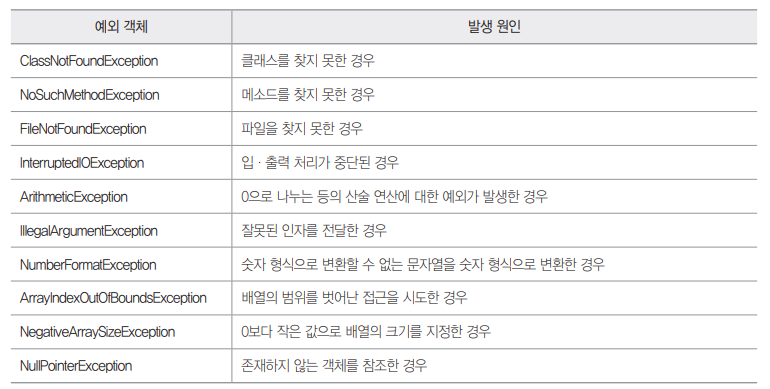 예외 객체 발생 원인
ClassNotFoundException 클래스를 찾지 못한 경우
NoSuchMethodException 메소드를 찾지 못한 경우
FileNotFoundException 파일을 찾지 못한 경우
InterruptedIOException 입 · 출력 처리가 중단된 경우
ArithmeticException 0으로 나누는 등의 산술 연산에 대한 예외가 발생한 경우
IllegalArgumentException 잘못된 인자를 전달한 경우
NumberFormatException 숫자 형식으로 변환할 수 없는 문자열을 숫자 형식으로 변환한 경우
ArrayIndexOutOfBoundsException 배열의 범위를 벗어난 접근을 시도한 경우
NegativeArraySizeException 0보다 작은 값으로 배열의 크기를 지정한 경우
NullPointerException 존재하지 않는 객체를 참조한 경우